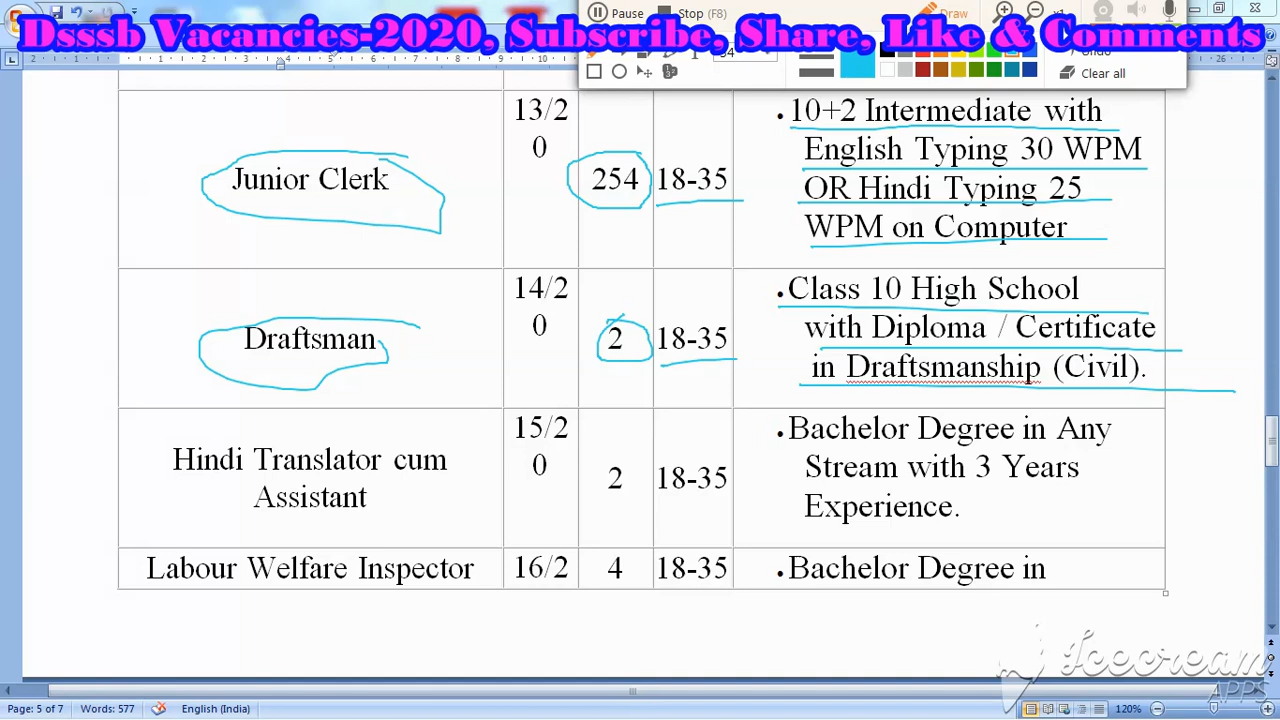 Pause
Stop (F8)
Draw
x1
Dsssb Vacancies-2020, Subscribe, Share, Like & Comments
Undo
Clear all
13/2
0
Junior Clerk
254
18-35
• 10+2 Intermediate with
English Typing 30 WPM
OR Hindi Typing 25
WPM on Computer
14/2
0
Draftsman
2
18-35
• Class 10 High School
with Diploma / Certificate
in Draftsmanship (Civil).
15/2
0
Hindi Translator cum
Assistant
2
18-35
• Bachelor Degree in Any
Stream with 3 Years
Experience.
Labour Welfare Inspector
16/2
4
18-35
• Bachelor Degree in
Icecream
APPS
Page: 5 of 7
Words: 577
English (India)
120%